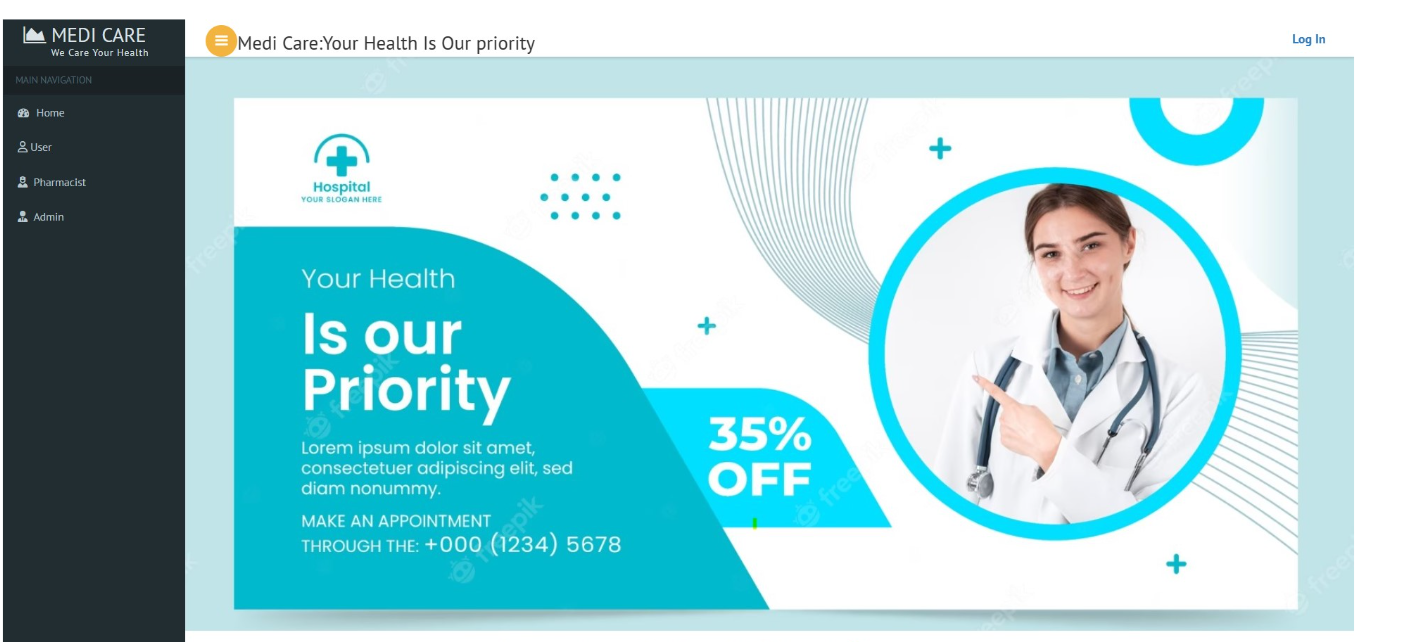 MEDI CARE
We Care Your Health
MAIN NAVIGATION
Home
User
Pharmacist
Admin
Medi Care:Your Health Is Our priority
Log In
Hospital
YOUR SLOGAN HERE
Your Health
Is our
Priority
Lorem ipsum dolor sit amet,
consectetuer adipiscing elit, sed
diam nonummy.
MAKE AN APPOINTMENT
THROUGH THE: +000 (1234) 5678
35%
OFF
freepik
freepik
freepik